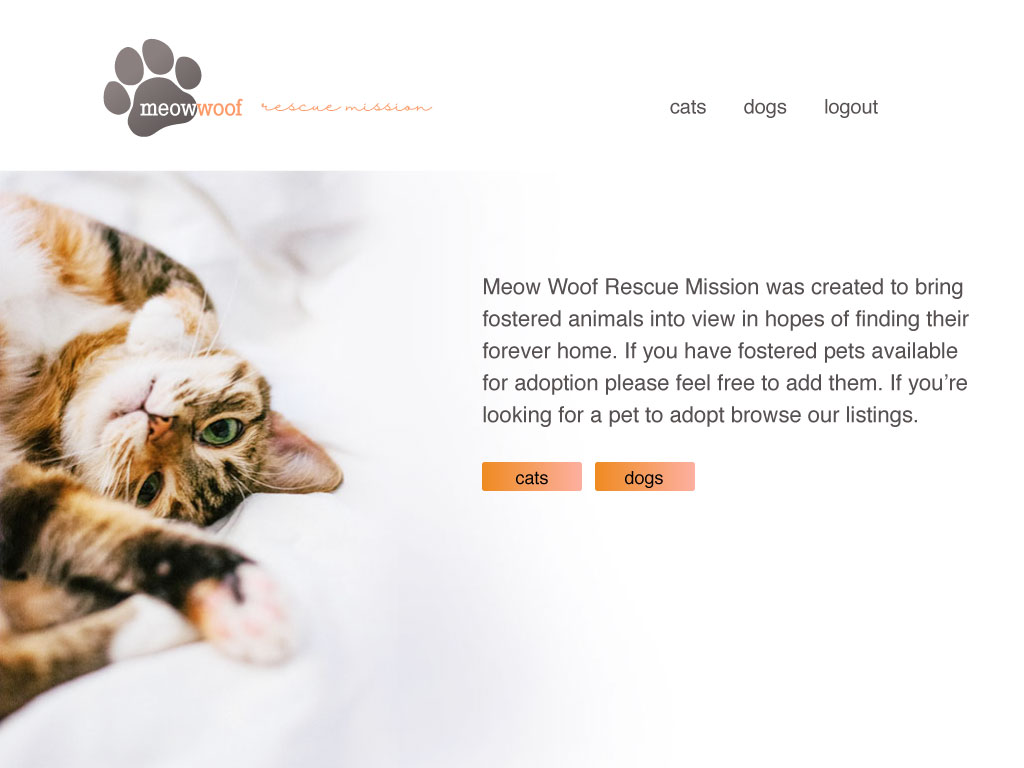 meowwoof rescue mission
cats dogs logout
Meow Woof Rescue Mission was created to bring
fostered animals into view in hopes of finding their
forever home. If you have fostered pets available
for adoption please feel free to add them. If you’re
looking for a pet to adopt browse our listings.
cats dogs